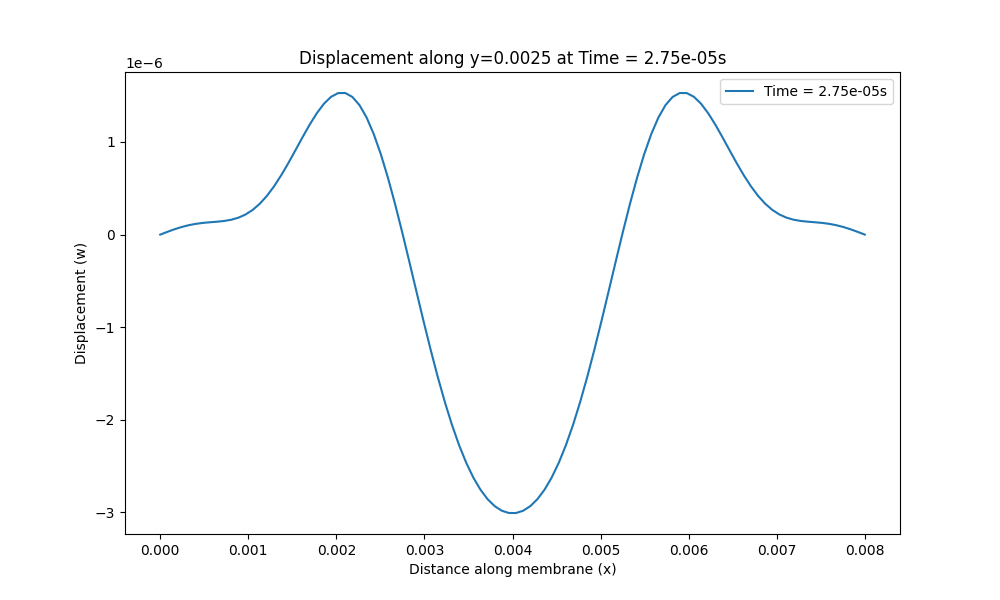 Displacement along y=0.0025 at Time = 2.75e-05s
1e−6
Time = 2.75e-05s
1
0
−1
−2
−3
Displacement (w)
0.000 0.001 0.002 0.003 0.004 0.005 0.006 0.007 0.008
Distance along membrane (x)